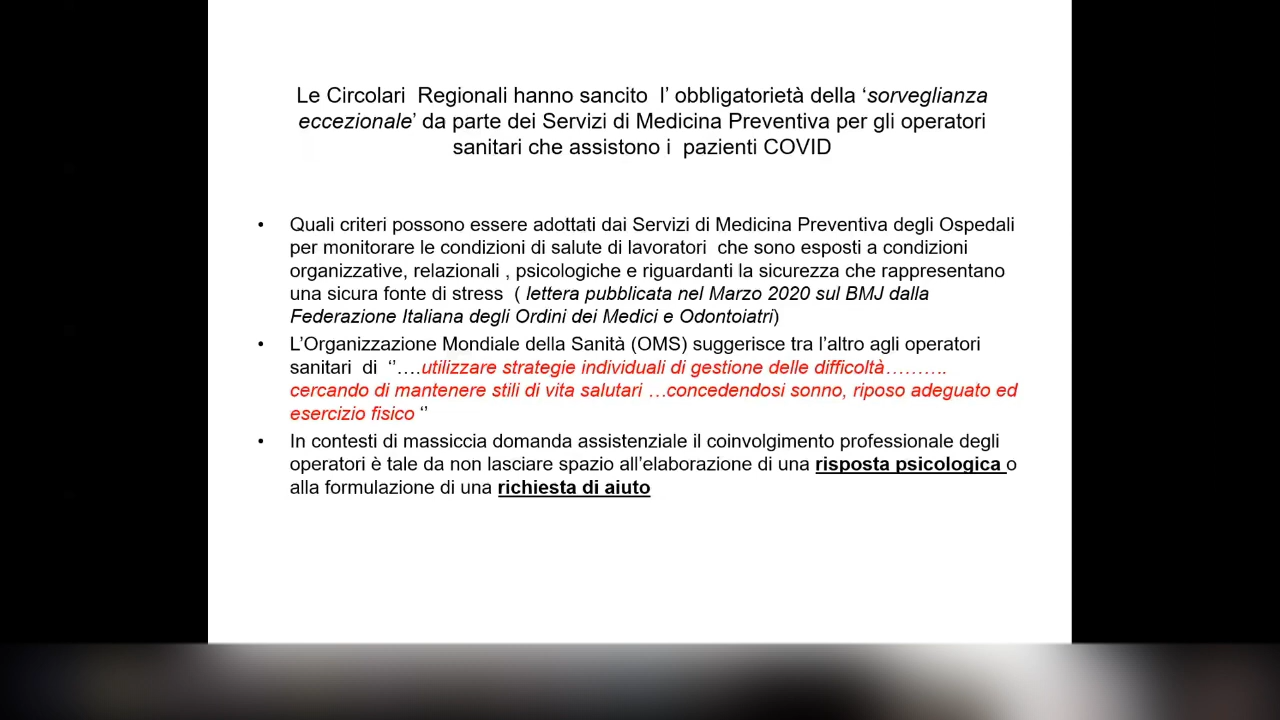 Le Circolari  Regionali hanno sancito  l’ obbligatorietà della ‘sorveglianza
eccezionale’ da parte dei Servizi di Medicina Preventiva per gli operatori
sanitari che assistono i  pazienti COVID
• Quali criteri possono essere adottati dai Servizi di Medicina Preventiva degli Ospedali
per monitorare le condizioni di salute di lavoratori  che sono esposti a condizioni
organizzative, relazionali , psicologiche e riguardanti la sicurezza che rappresentano
una sicura fonte di stress  ( lettera pubblicata nel Marzo 2020 sul BMJ dalla
Federazione Italiana degli Ordini dei Medici e Odontoiatri)
• L’Organizzazione Mondiale della Sanità (OMS) suggerisce tra l’altro agli operatori
sanitari  di  ‘’….utilizzare strategie individuali di gestione delle difficoltà………..
cercando di mantenere stili di vita salutari …concedendosi sonno, riposo adeguato ed
esercizio fisico ‘’
• In contesti di massiccia domanda assistenziale il coinvolgimento professionale degli
operatori è tale da non lasciare spazio all’elaborazione di una risposta psicologica o
alla formulazione di una richiesta di aiuto